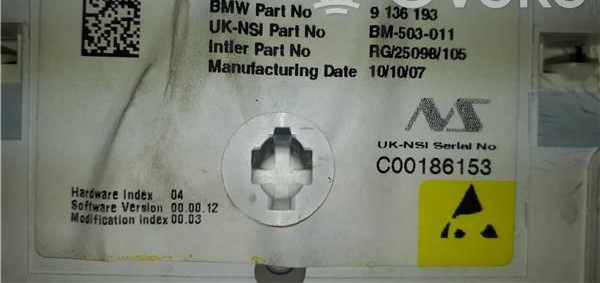 BMW Part No 9 136 193
UK-NSI Part No BM-503-011
Intier Part No RG/25098/105
Manufacturing Date 10/10/07
NS
UK-NSI Serial No
C00186153
Hardware Index 04
Software Version 00.00.12
Modification Index 00.03